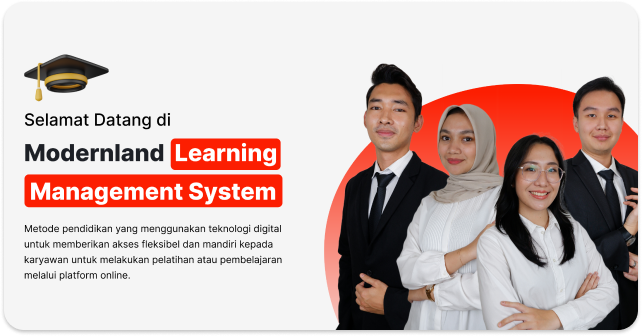 Selamat Datang di
Modernland Learning
Management System
Metode pendidikan yang menggunakan teknologi digital
untuk memberikan akses fleksibel dan mandiri kepada
karyawan untuk melakukan pelatihan atau pembelajaran
melalui platform online.